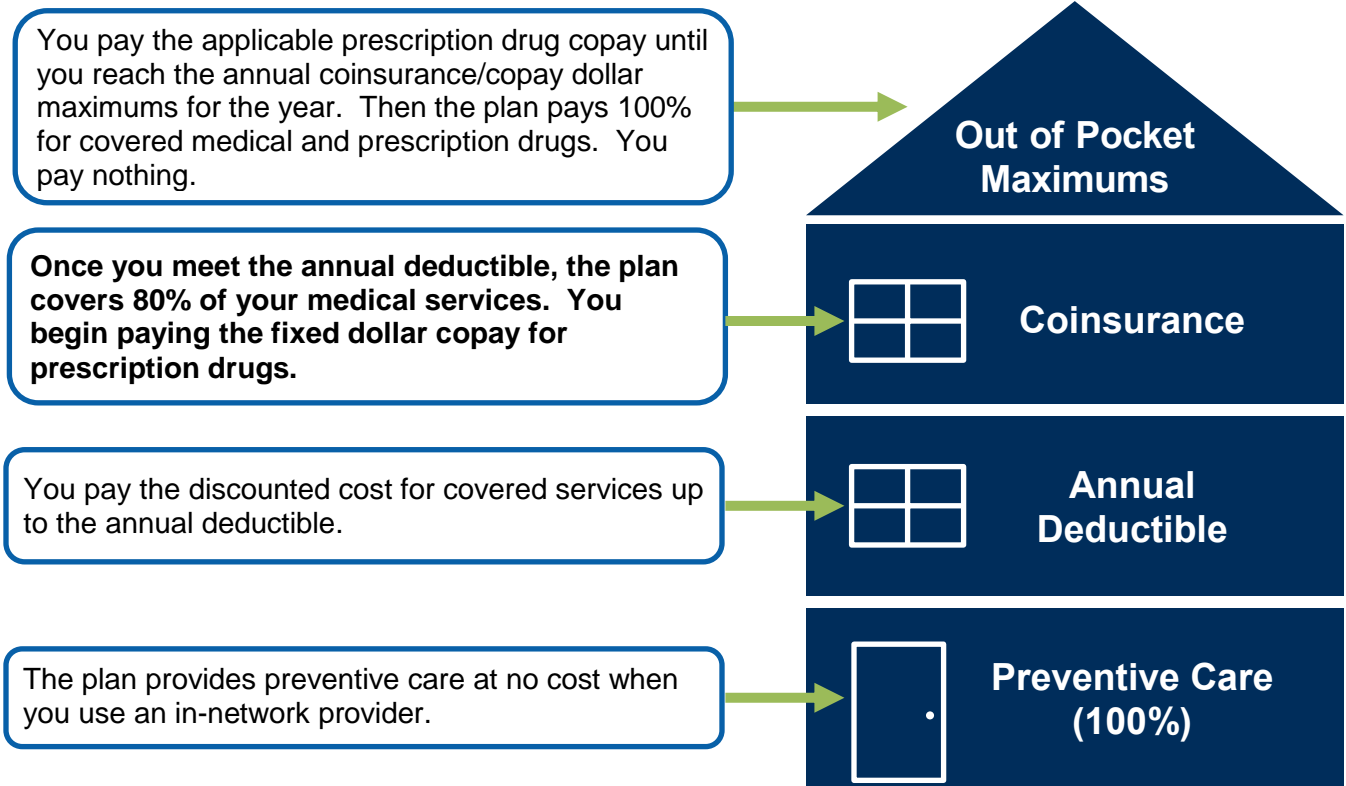 You pay the applicable prescription drug copay until
you reach the annual coinsurance/copay dollar
maximums for the year.  Then the plan pays 100%
for covered medical and prescription drugs.  You
pay nothing.
Out of Pocket
Maximums
Once you meet the annual deductible, the plan
covers 80% of your medical services.  You
begin paying the fixed dollar copay for
prescription drugs.
Coinsurance
You pay the discounted cost for covered services up
to the annual deductible.
Annual
Deductible
The plan provides preventive care at no cost when
you use an in-network provider.
Preventive Care
(100%)